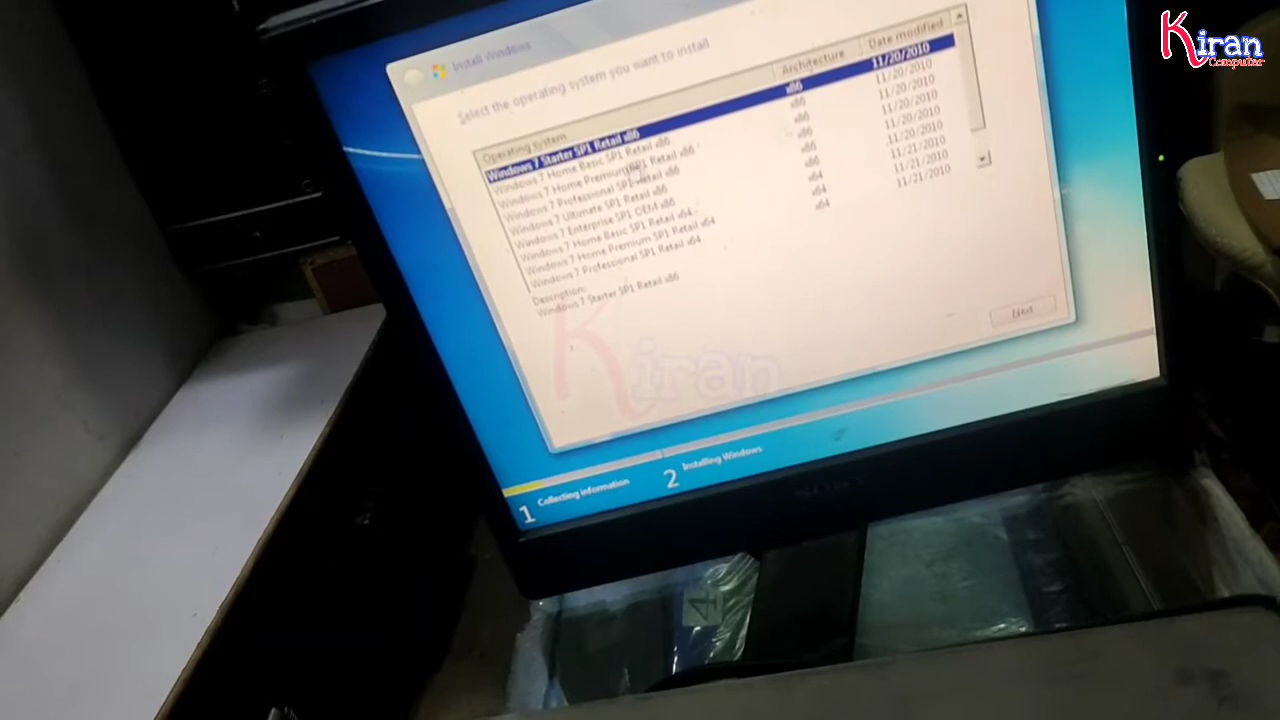 Kiran
Computer
Install Windows
Select the operating system you want to install
Operating system Architecture Date modified
Windows 7 Starter SP1 Retail x86 x86 11/20/2010
Windows 7 Home Basic SP1 Retail x86 x86 11/20/2010
Windows 7 Home Premium SP1 Retail x86 x86 11/20/2010
Windows 7 Professional SP1 Retail x86 x86 11/20/2010
Windows 7 Ultimate SP1 Retail x86 x86 11/20/2010
Windows 7 Enterprise SP1 OEM x86 x86 11/20/2010
Windows 7 Home Basic SP1 Retail x64 x64 11/21/2010
Windows 7 Home Premium SP1 Retail x64 x64 11/21/2010
Windows 7 Professional SP1 Retail x64 x64 11/21/2010
Description:
Windows 7 Starter SP1 Retail x86
Next
Kiran
1 Collecting information
2 Installing Windows
SONY
4